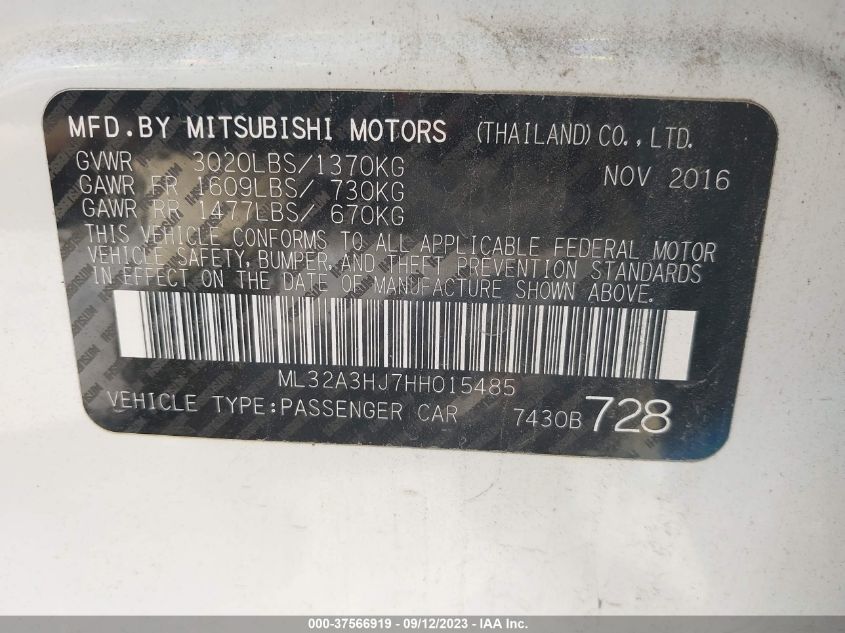 MFD.BY MITSUBISHI MOTORS (THAILAND) CO., LTD.
GVWR 3020LBS/1370KG NOV 2016
GAWR FR 1609LBS/ 730KG
GAWR RR 1477LBS/ 670KG
THIS VEHICLE CONFORMS TO ALL APPLICABLE FEDERAL MOTOR
VEHICLE SAFETY, BUMPER, AND THEFT PREVENTION STANDARDS
IN EFFECT ON THE DATE OF MANUFACTURE SHOWN ABOVE.
ML32A3HJ7HH015485
VEHICLE TYPE:PASSENGER CAR 7430B 728
000-37566919 - 09/12/2023 - IAA Inc.